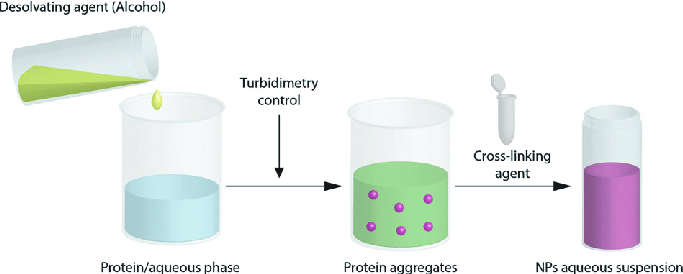 Desolvating agent (Alcohol)
Turbidimetry
control
Cross-linking
agent
Protein/aqueous phase
Protein aggregates
NPs aqueous suspension